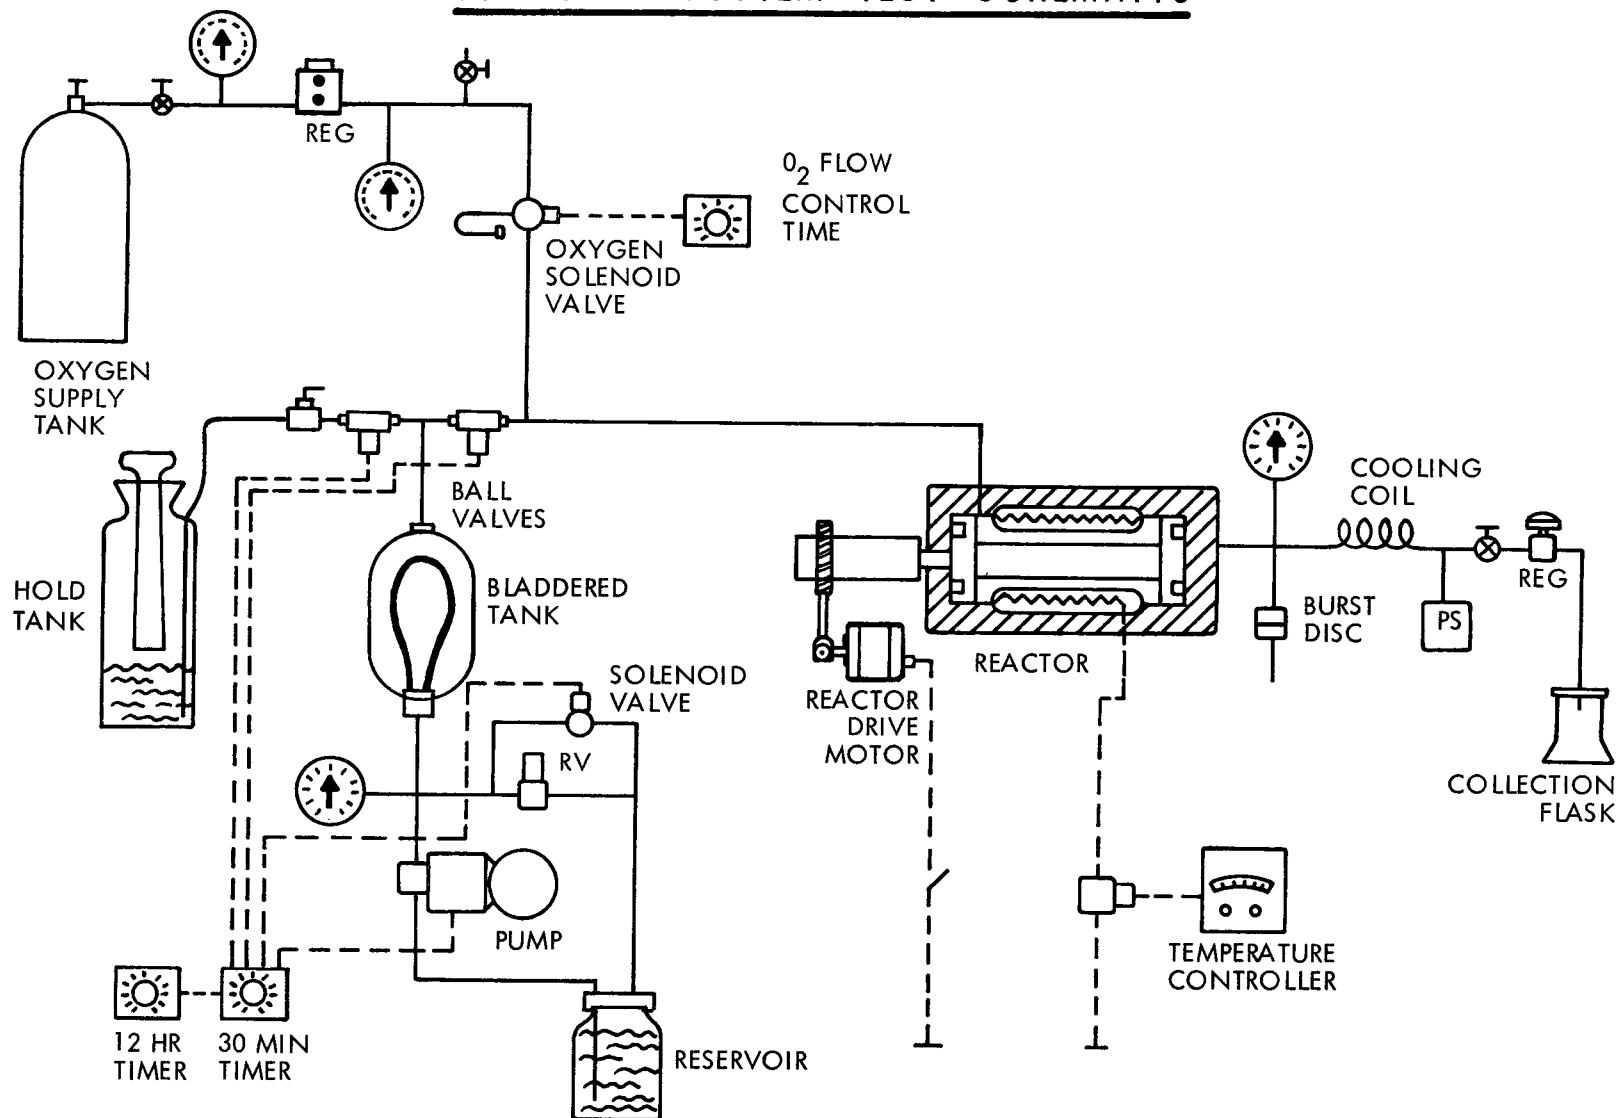 REG
O2 FLOW
CONTROL
TIME
OXYGEN
SOLENOID
VALVE
OXYGEN
SUPPLY
TANK
BALL
VALVES
COOLING
COIL
HOLD
TANK
BLADDERED
TANK
REG
BURST
DISC
PS
REACTOR
SOLENOID
VALVE
REACTOR
DRIVE
MOTOR
RV
COLLECTION
FLASK
PUMP
TEMPERATURE
CONTROLLER
12 HR
TIMER
30 MIN
TIMER
RESERVOIR